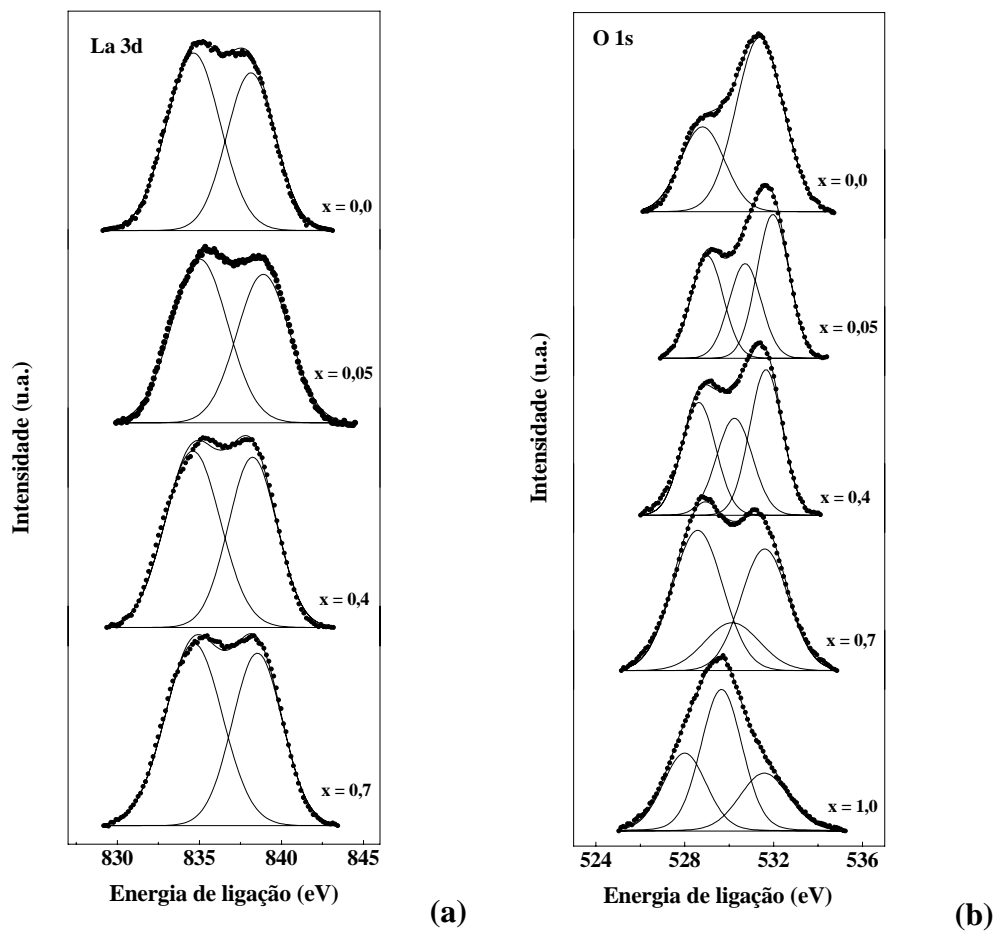 La 3d
x = 0,0
x = 0,05
x = 0,4
x = 0,7
Intensidade (u.a.)
830 835 840 845
Energia de ligação (eV)
(a)
O 1s
x = 0,0
x = 0,05
x = 0,4
x = 0,7
x = 1,0
Intensidade (u.a.)
524 528 532 536
Energia de ligação (eV)
(b)